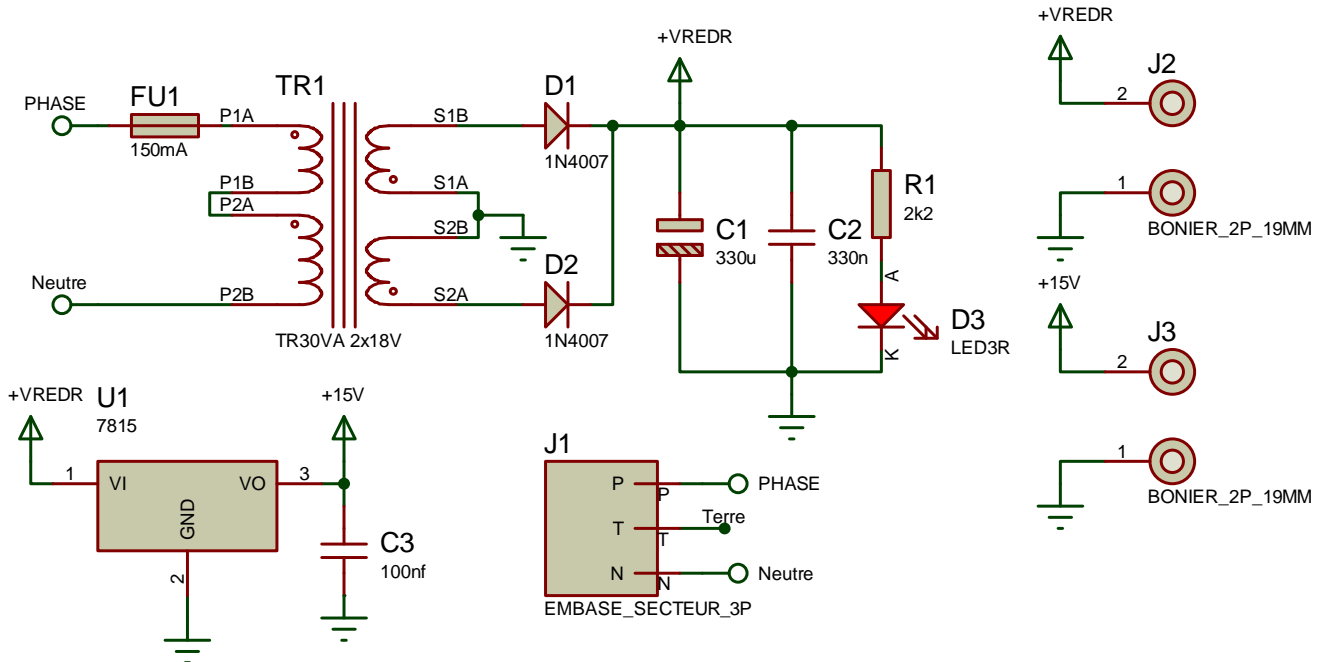 +VREDR
J2
2
1
BONIER_2P_19MM
+VREDR
PHASE
FU1
150mA
TR1
P1A
P1B
P2A
P2B
S1B
S1A
S2B
S2A
TR30VA 2x18V
Neutre
D1
1N4007
D2
1N4007
C1
330u
C2
330n
R1
2k2
A
K
D3
LED3R
+15V
J3
2
1
BONIER_2P_19MM
+VREDR
U1
7815
1
VI
VO
3
GND
2
+15V
C3
100nf
J1
P
P
PHASE
T
T
Terre
N
N
Neutre
EMBASE_SECTEUR_3P